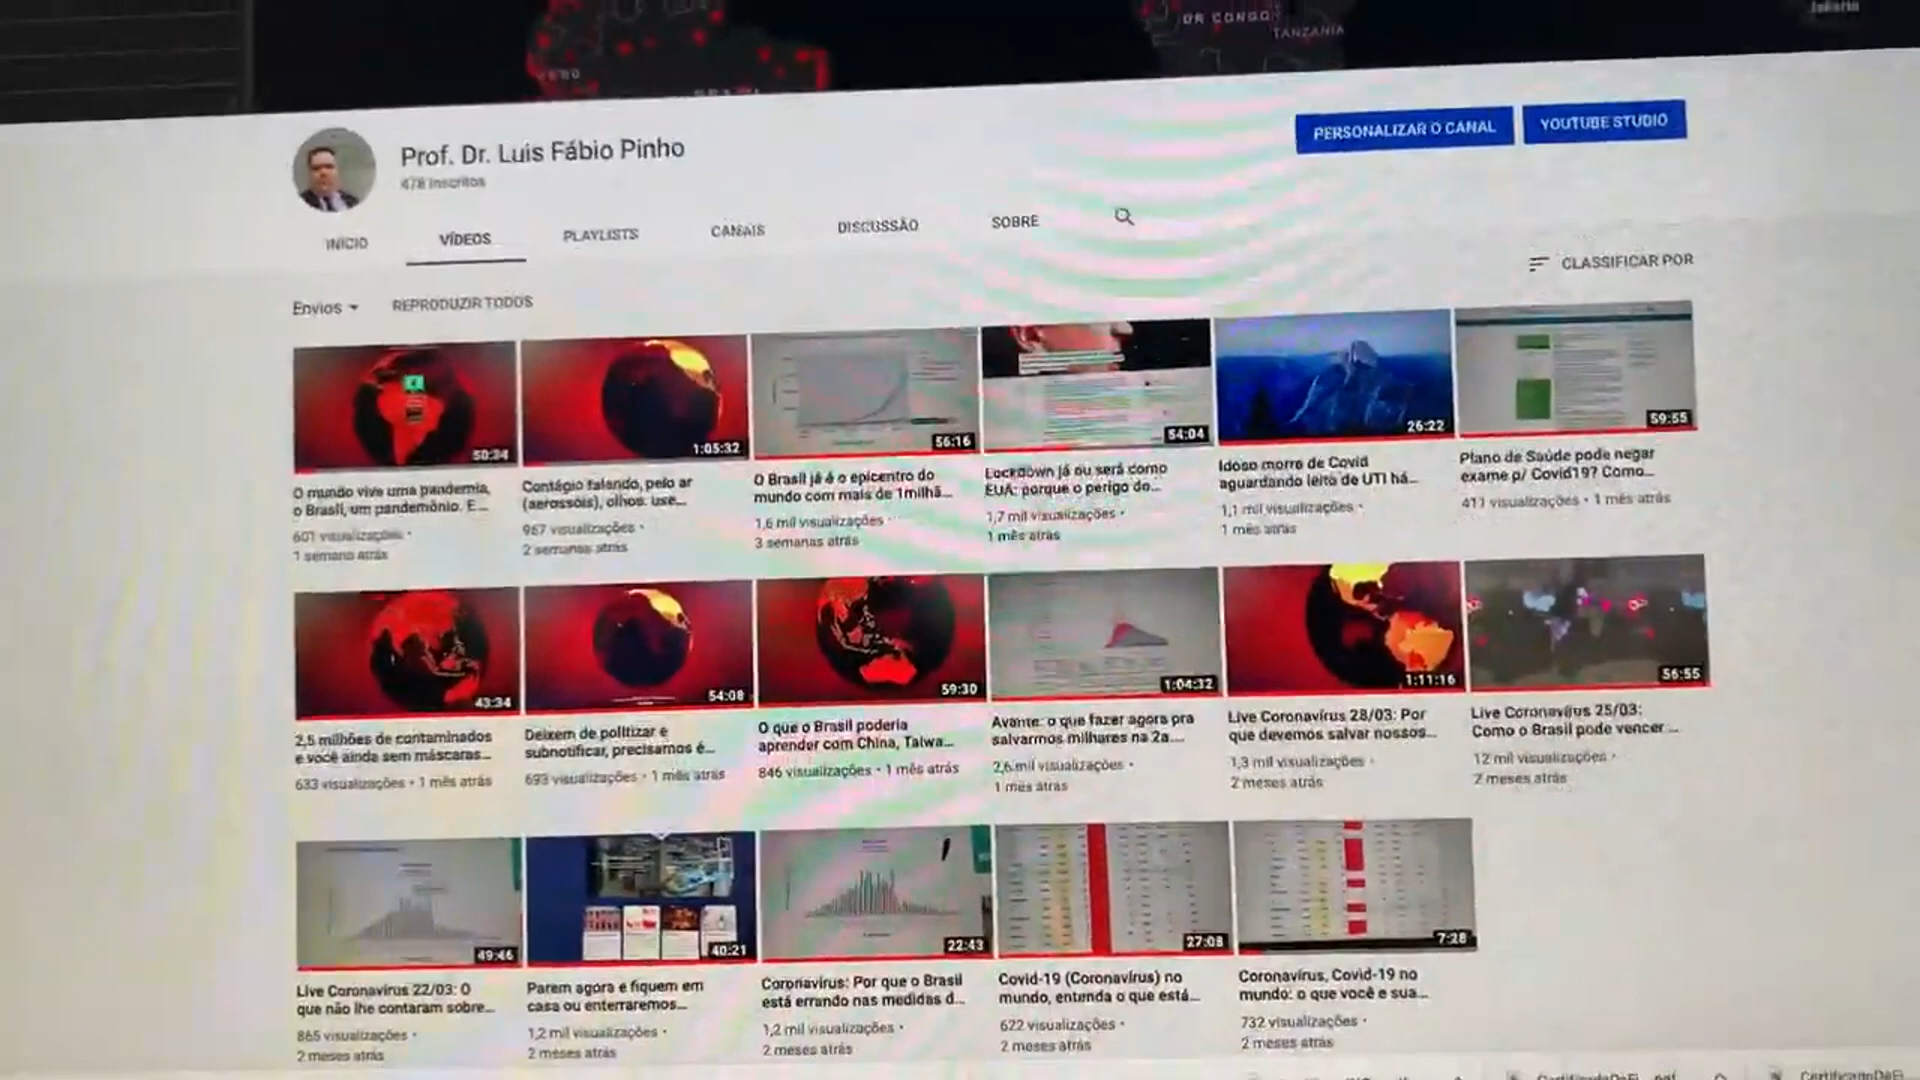 DR CONGO
TANZANIA
Jakarta
Prof. Dr. Luis Fábio Pinho
478 inscritos
PERSONALIZAR O CANAL
YOUTUBE STUDIO
INÍCIO
VÍDEOS
PLAYLISTS
CANAIS
DISCUSSÃO
SOBRE
CLASSIFICAR POR
Envios
REPRODUZIR TODOS
50:34
1:05:32
56:16
54:04
26:22
59:55
O mundo vive uma pandemia,
o Brasil, um pandemônio. E...
601 visualizações •
1 semana atrás
Contágio falando, pelo ar
(aerossóis), olhos: use...
967 visualizações •
2 semanas atrás
O Brasil já é o epicentro do
mundo com mais de 1milhã...
1,6 mil visualizações •
3 semanas atrás
Lockdown já ou será como
EUA: porque o perigo do...
1,7 mil visualizações •
1 mês atrás
Idoso morre de Covid
aguardando leito de UTI há...
1,1 mil visualizações •
1 mês atrás
Plano de Saúde pode negar
exame p/ Covid19? Como...
411 visualizações • 1 mês atrás
43:34
54:08
59:30
1:04:32
1:11:16
56:55
2,5 milhões de contaminados
e você ainda sem máscaras...
633 visualizações • 1 mês atrás
Deixem de politizar e
subnotificar, precisamos é...
693 visualizações • 1 mês atrás
O que o Brasil poderia
aprender com China, Taiwa...
846 visualizações • 1 mês atrás
Avante: o que fazer agora pra
salvarmos milhares na 2a....
2,6 mil visualizações •
1 mês atrás
Live Coronavírus 28/03: Por
que devemos salvar nossos...
1,3 mil visualizações •
2 meses atrás
Live Coronavírus 25/03:
Como o Brasil pode vencer ...
12 mil visualizações •
2 meses atrás
49:46
40:21
22:43
27:08
7:28
Live Coronavírus 22/03: O
que não lhe contaram sobre...
865 visualizações •
2 meses atrás
Parem agora e fiquem em
casa ou enterraremos...
1,2 mil visualizações •
2 meses atrás
Coronavírus: Por que o Brasil
está errando nas medidas d...
1,2 mil visualizações •
2 meses atrás
Covid-19 (Coronavírus) no
mundo, entenda o que está...
622 visualizações •
2 meses atrás
Coronavírus, Covid-19 no
mundo: o que você e sua...
732 visualizações •
2 meses atrás